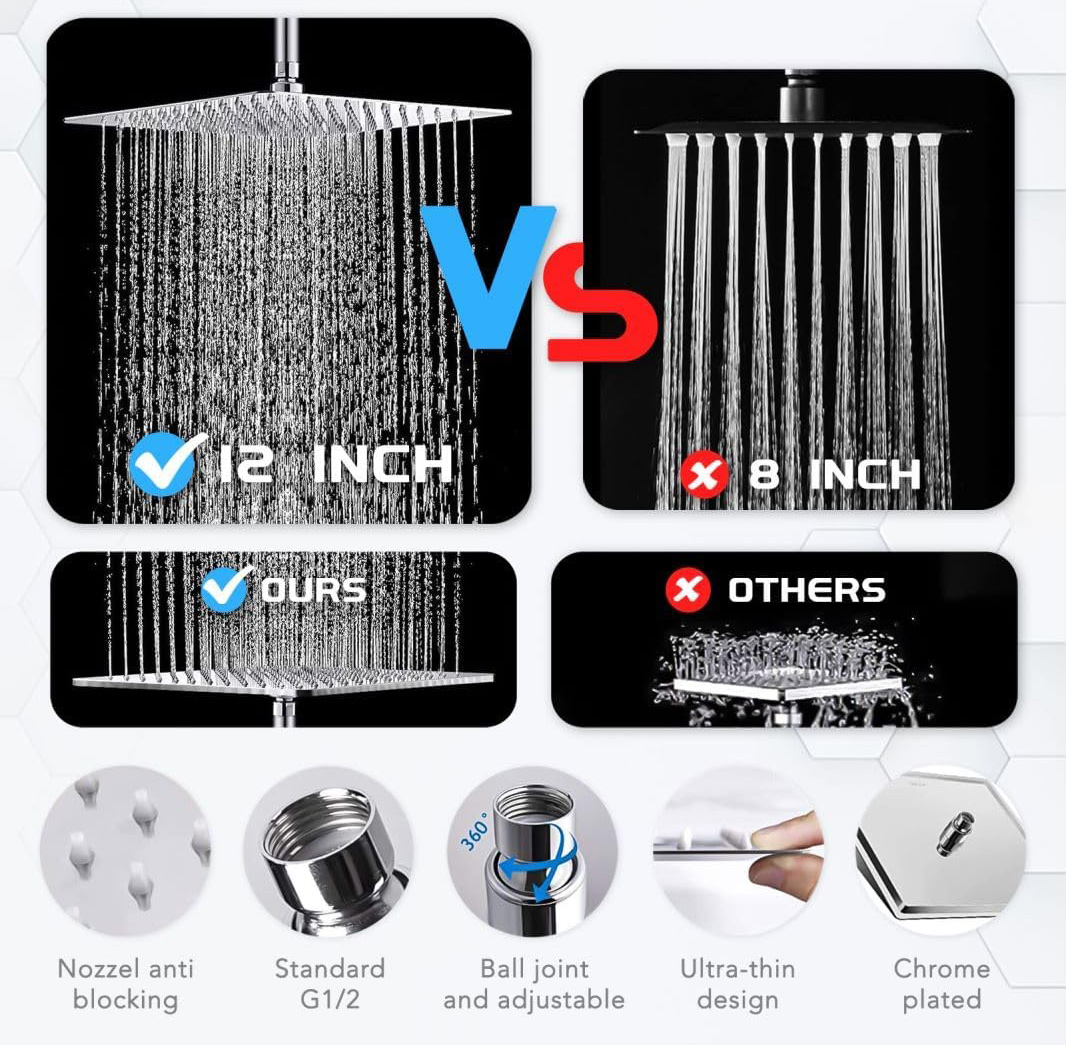 VS
12 INCH
8 INCH
OURS
OTHERS
360°
Nozzel anti
blocking
Standard
G1/2
Ball joint
and adjustable
Ultra-thin
design
Chrome
plated